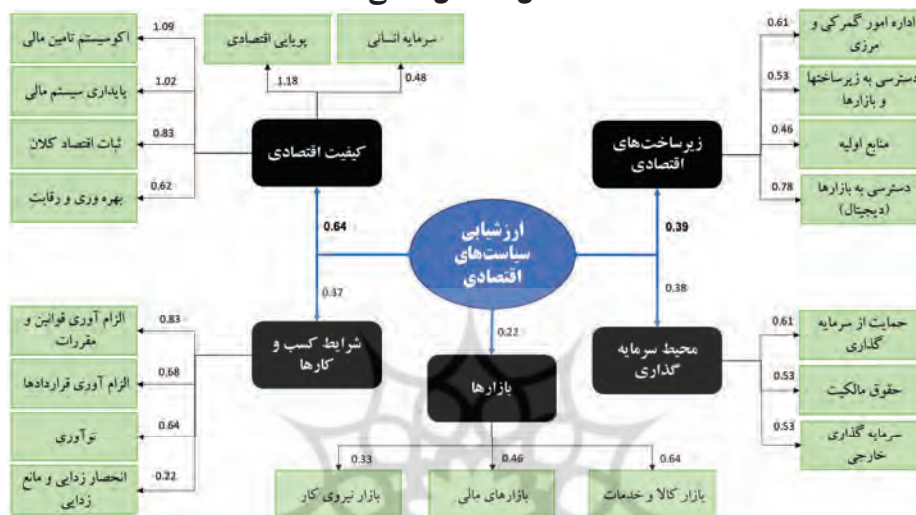 اداره امور گمرکی و
مرزی
0.61
دسترسی به زیرساختها
و بازارها
0.53
منابع اولیه
0.46
دسترسی به بازارها
(دیجیتال)
0.78
زیرساخت‌های
اقتصادی
0.39
سرمایه انسانی
0.48
پویایی اقتصادی
1.18
کیفیت اقتصادی
0.64
اکوسیستم تامین مالی
1.09
پایداری سیستم مالی
1.02
ثبات اقتصاد کلان
0.83
بهره وری و رقابت
0.62
ارزشیابی
سیاست‌های
اقتصادی
0.38
محیط سرمایه
گذاری
حمایت از سرمایه
گذاری
0.61
حقوق مالکیت
0.53
سرمایه گذاری
خارجی
0.53
0.22
بازارها
بازار کالا و خدمات
0.64
بازارهای مالی
0.46
بازار نیروی کار
0.33
0.37
شرایط کسب و
کارها
الزام آوری قوانین و
مقررات
0.83
الزام آوری قراردادها
0.68
نوآوری
0.64
انحصار زدایی و مانع
زدایی
-0.22